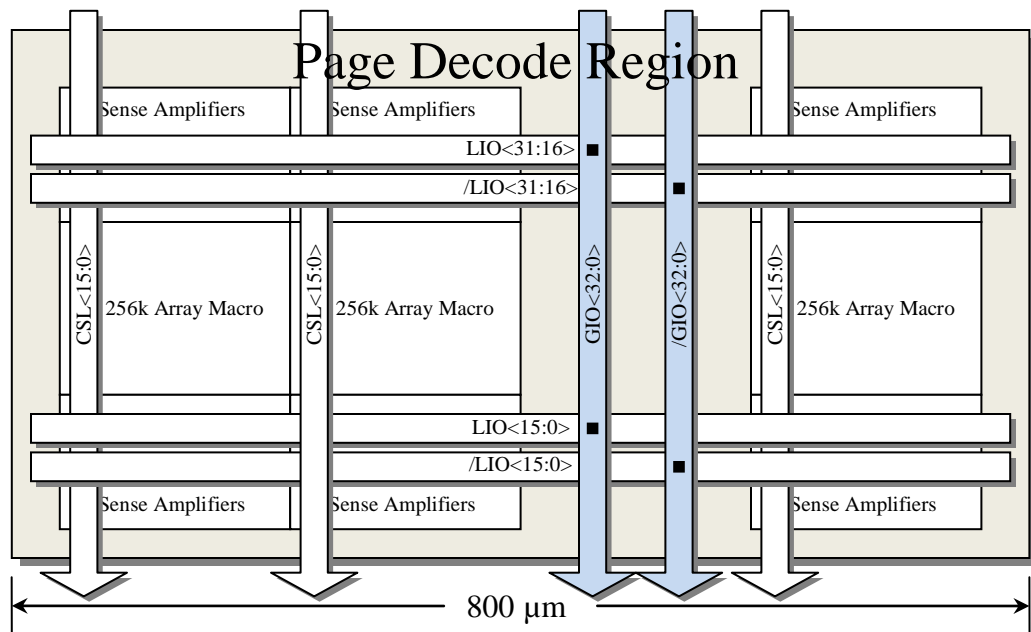 Page Decode Region
Sense Amplifiers
Sense Amplifiers
Sense Amplifiers
LIO<31:16>
/LIO<31:16>
CSL<15:0>
256k Array Macro
CSL<15:0>
256k Array Macro
GIO<32:0>
/GIO<32:0>
CSL<15:0>
256k Array Macro
LIO<15:0>
/LIO<15:0>
Sense Amplifiers
Sense Amplifiers
Sense Amplifiers
800 µm